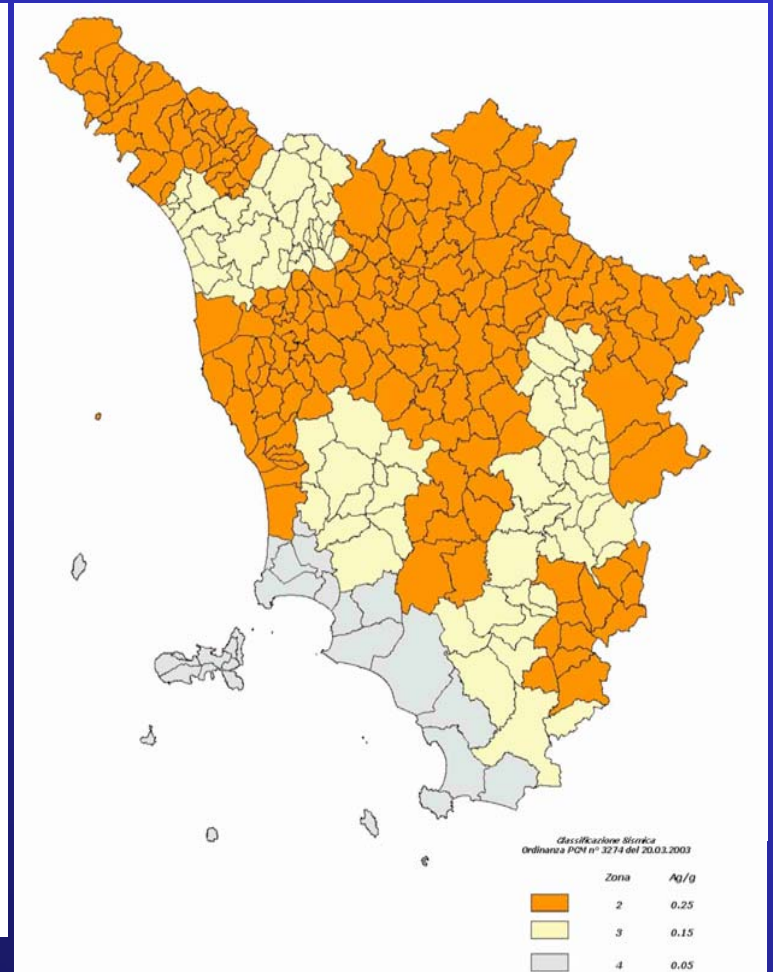 Classificazione Sismica
Ordinanza PCM n° 3274 del 20.03.2003
Zona Ag/g
2 0.25
3 0.15
4 0.05